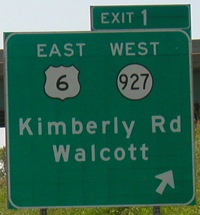 EXIT 1
EAST WEST
6 927
Kimberly Rd
Walcott